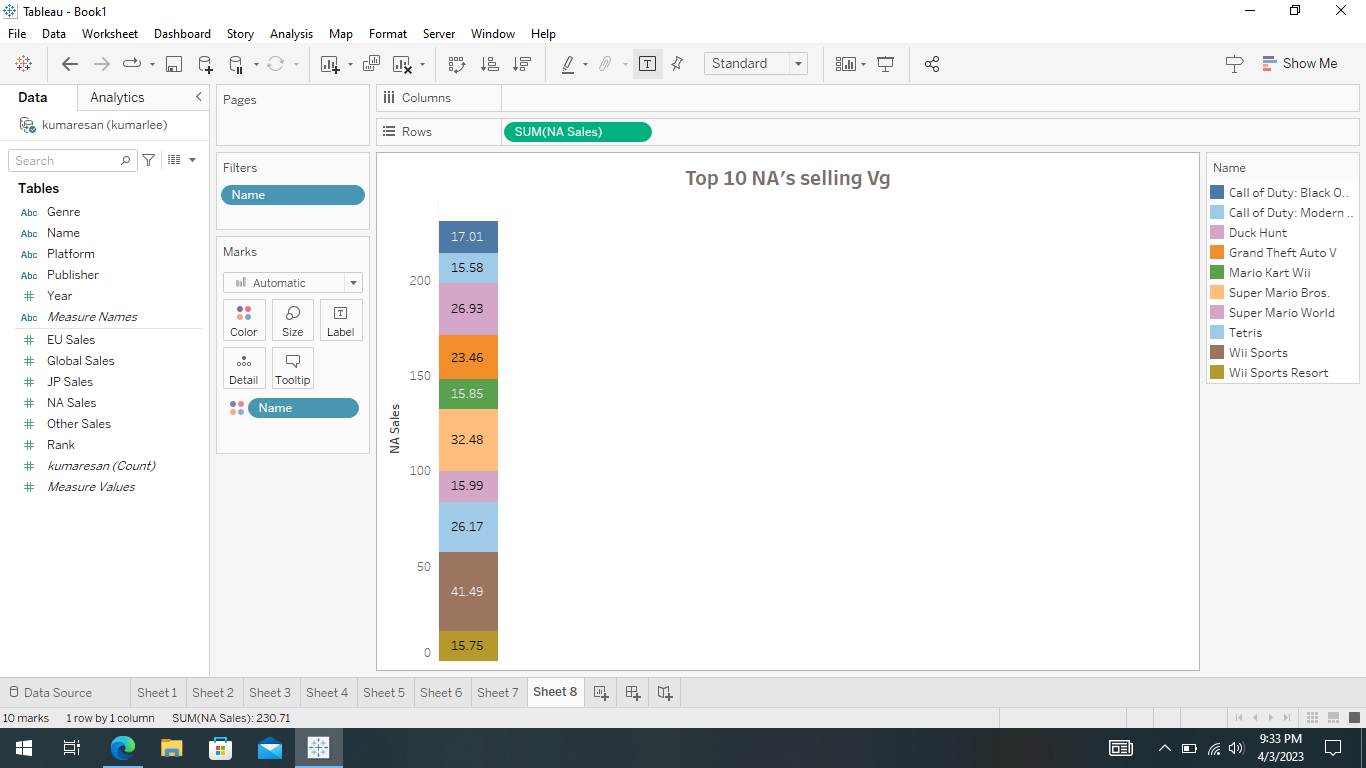 Tableau - Book1
File Data Worksheet Dashboard Story Analysis Map Format Server Window Help
Standard
Show Me
Data Analytics
kumaresan (kumarlee)
Search
Tables
Abc Genre
Abc Name
Abc Platform
Abc Publisher
# Year
Abc Measure Names
# EU Sales
# Global Sales
# JP Sales
# NA Sales
# Other Sales
# Rank
# kumaresan (Count)
# Measure Values
Pages
Filters
Name
Marks
Automatic
Color Size Label
Detail Tooltip
Name
Columns
Rows SUM(NA Sales)
Top 10 NA’s selling Vg
NA Sales
200
150
100
50
0
17.01
15.58
26.93
23.46
15.85
32.48
15.99
26.17
41.49
15.75
Name
Call of Duty: Black O..
Call of Duty: Modern ..
Duck Hunt
Grand Theft Auto V
Mario Kart Wii
Super Mario Bros.
Super Mario World
Tetris
Wii Sports
Wii Sports Resort
Data Source Sheet 1 Sheet 2 Sheet 3 Sheet 4 Sheet 5 Sheet 6 Sheet 7 Sheet 8
10 marks 1 row by 1 column SUM(NA Sales): 230.71
9:33 PM
4/3/2023